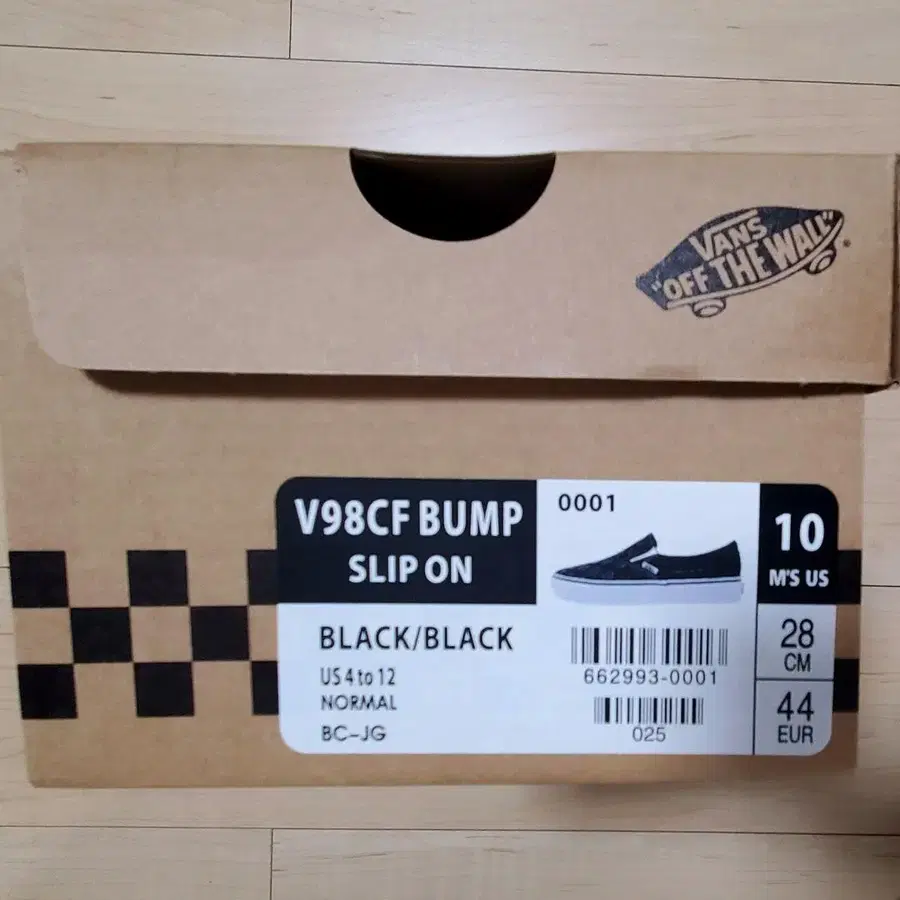 VANS
"OFF THE WALL"
V98CF BUMP
SLIP ON
0001
10
M'S US
BLACK/BLACK
US 4 to 12
NORMAL
BC-JG
662993-0001
025
28
CM
44
EUR